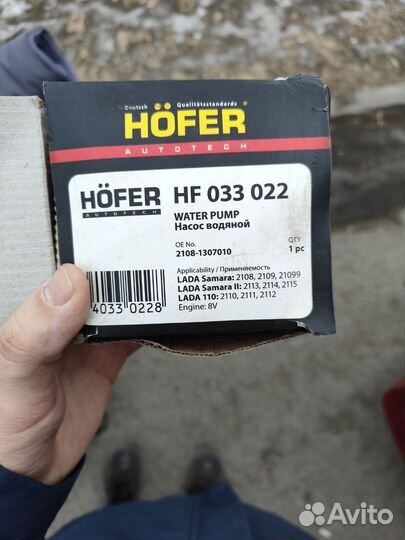 Deutsch Qualitätsstandards
HÖFER
AUTOTECH
HÖFER HF 033 022
AUTOTECH
WATER PUMP
Насос водяной
OE No. QTY
2108-1307010 1 pc
Applicability / Применяемость
LADA Samara: 2108, 2109, 21099
LADA Samara II: 2113, 2114, 2115
LADA 110: 2110, 2111, 2112
Engine: 8V
4033 0228
Avito